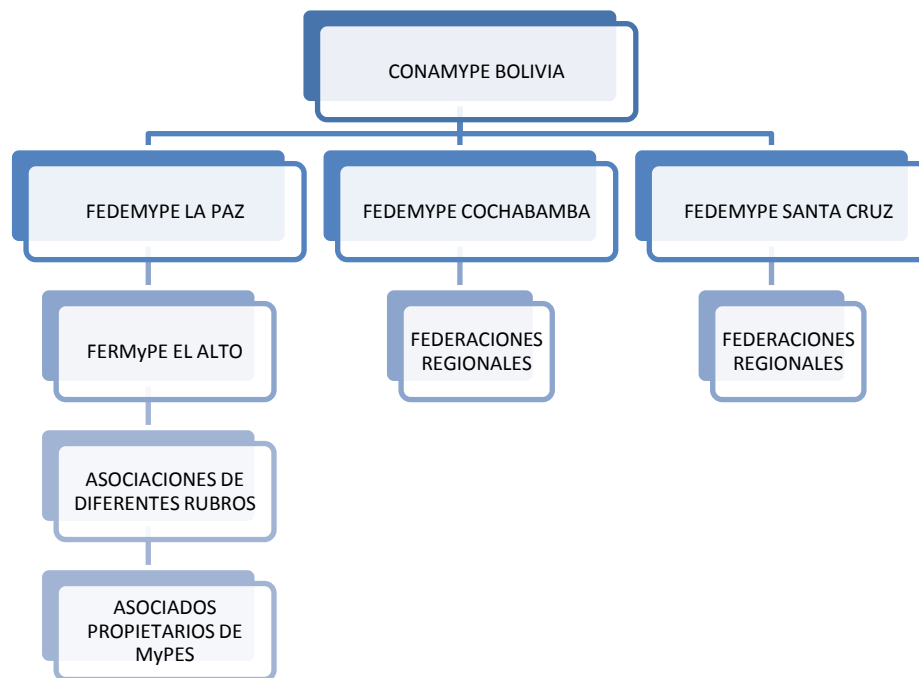 CONAMYPE BOLIVIA
FEDEMYPE LA PAZ
FEDEMYPE COCHABAMBA
FEDEMYPE SANTA CRUZ
FERMyPE EL ALTO
FEDERACIONES
REGIONALES
FEDERACIONES
REGIONALES
ASOCIACIONES DE
DIFERENTES RUBROS
ASOCIADOS
PROPIETARIOS DE
MyPES